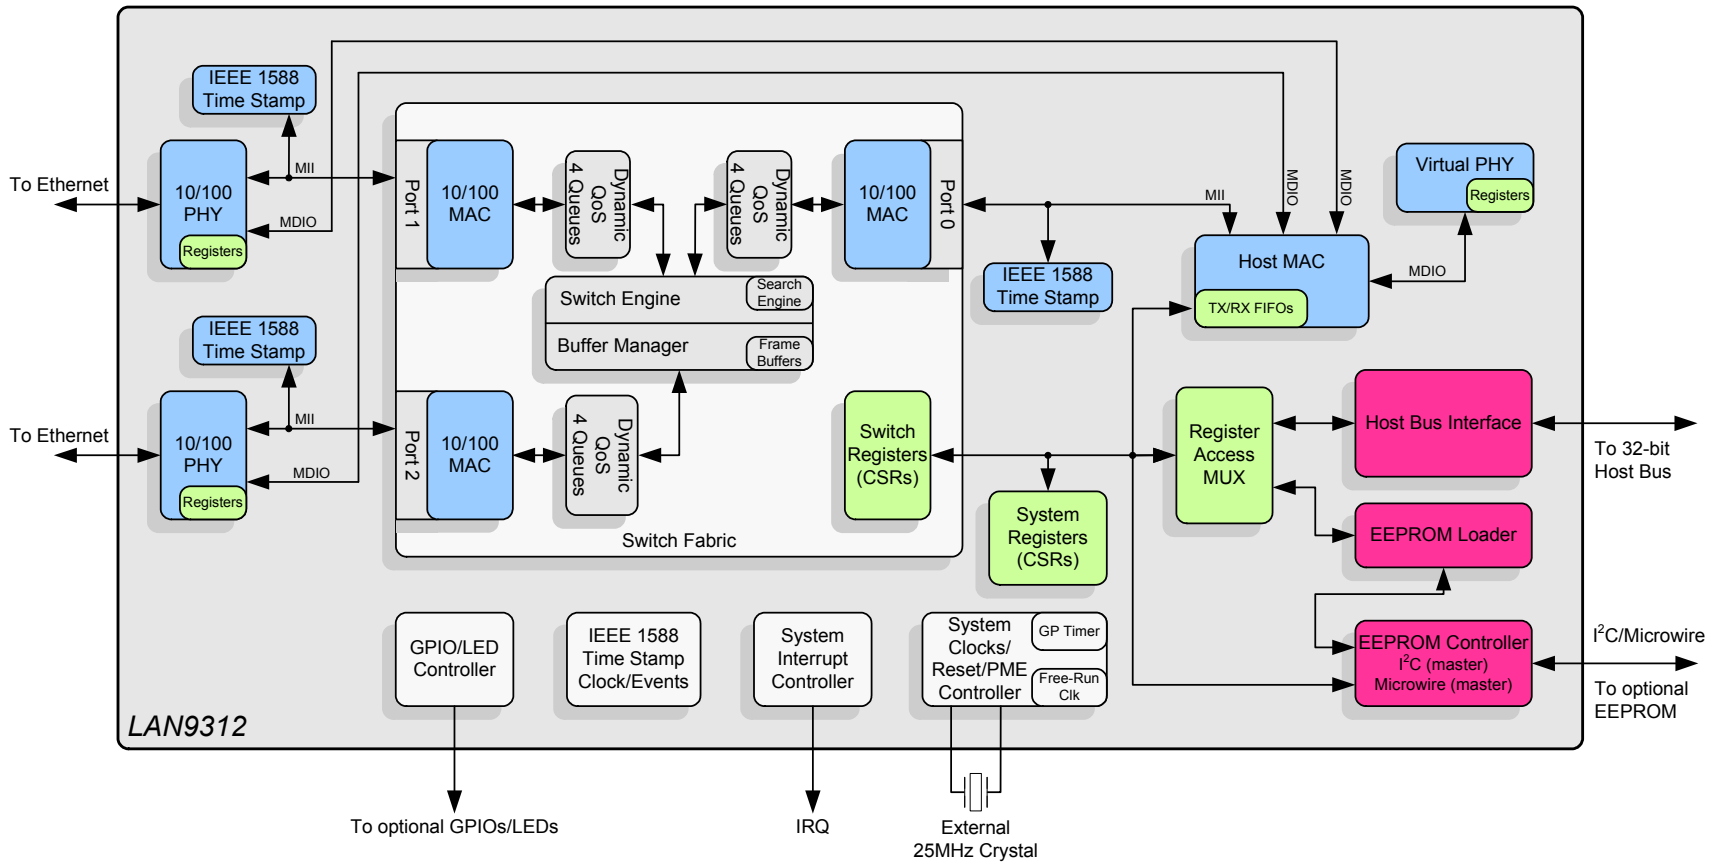 IEEE 1588
Time Stamp
To Ethernet
10/100
PHY
Registers
MII
MDIO
Port 1
10/100
MAC
Dynamic
QoS
4 Queues
Dynamic
QoS
4 Queues
10/100
MAC
Port 0
MII
MDIO
MDIO
IEEE 1588
Time Stamp
Host MAC
TX/RX FIFOs
MDIO
Virtual PHY
Registers
Switch Engine
Search
Engine
Buffer Manager
Frame
Buffers
IEEE 1588
Time Stamp
To Ethernet
10/100
PHY
Registers
MII
MDIO
Port 2
10/100
MAC
Dynamic
QoS
4 Queues
Switch
Registers
(CSRs)
Switch Fabric
System
Registers
(CSRs)
Register
Access
MUX
Host Bus Interface
To 32-bit
Host Bus
EEPROM Loader
EEPROM Controller
I²C (master)
Microwire (master)
I²C/Microwire
To optional
EEPROM
GPIO/LED
Controller
IEEE 1588
Time Stamp
Clock/Events
System
Interrupt
Controller
System
Clocks/
Reset/PME
Controller
GP Timer
Free-Run
Clk
LAN9312
To optional GPIOs/LEDs
IRQ
External
25MHz Crystal